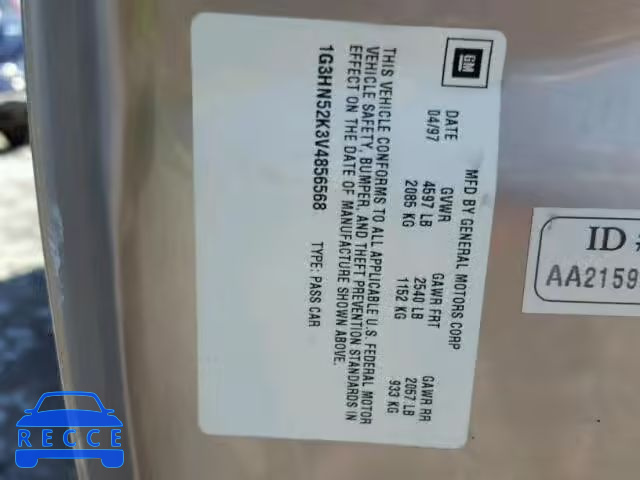 GM
MFD BY GENERAL MOTORS CORP
DATE GVWR GAWR FRT GAWR RR
04/97 4597 LB 2540 LB 2057 LB
2085 KG 1152 KG 933 KG
THIS VEHICLE CONFORMS TO ALL APPLICABLE U.S. FEDERAL MOTOR
VEHICLE SAFETY, BUMPER, AND THEFT PREVENTION STANDARDS IN
EFFECT ON THE DATE OF MANUFACTURE SHOWN ABOVE.
1G3HN52K3V4856568 TYPE: PASS CAR
ID #
AA2159
RECCE